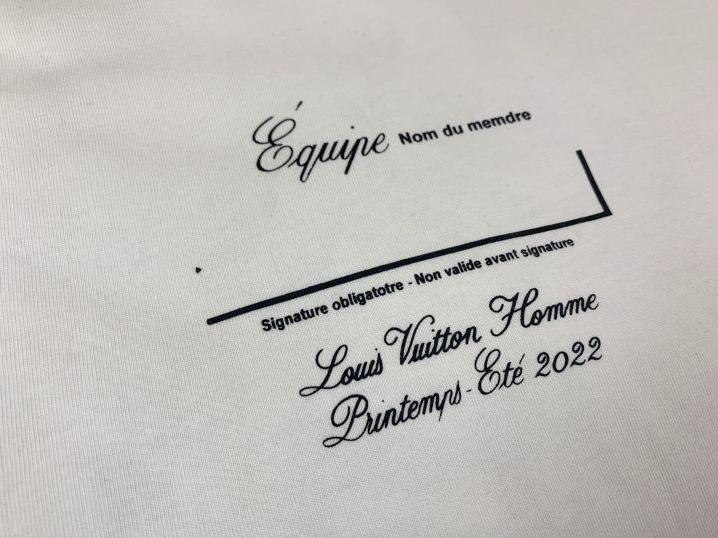 Équipe Nom du memdre
Signature obligatotre - Non valide avant signature
Louis Vuitton Homme
Printemps-Été 2022